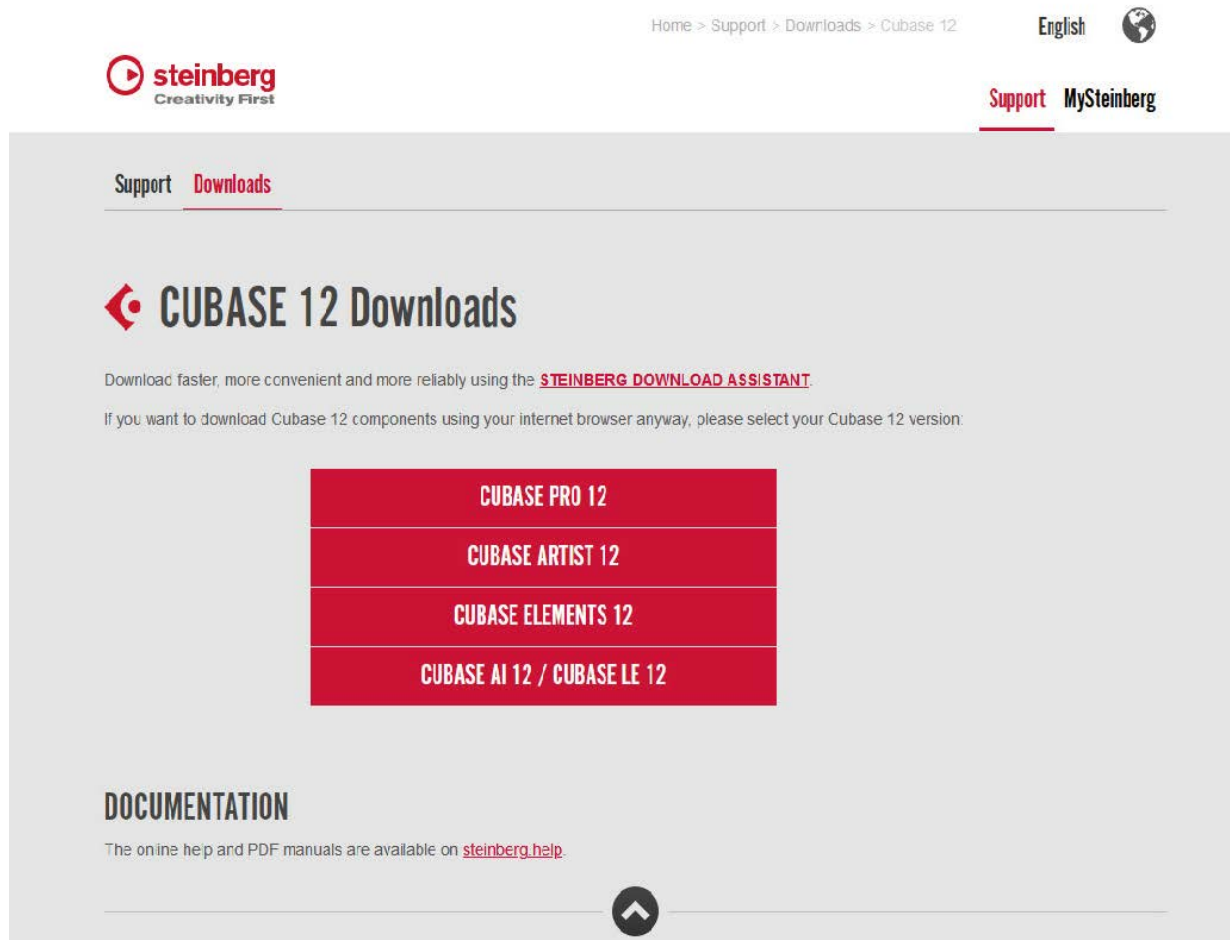 Home > Support > Downloads > Cubase 12
English
steinberg
Creativity First
Support MySteinberg
Support Downloads
CUBASE 12 Downloads
Download faster, more convenient and more reliably using the STEINBERG DOWNLOAD ASSISTANT.
If you want to download Cubase 12 components using your internet browser anyway, please select your Cubase 12 version:
CUBASE PRO 12
CUBASE ARTIST 12
CUBASE ELEMENTS 12
CUBASE AI 12 / CUBASE LE 12
DOCUMENTATION
The online help and PDF manuals are available on steinberg.help.